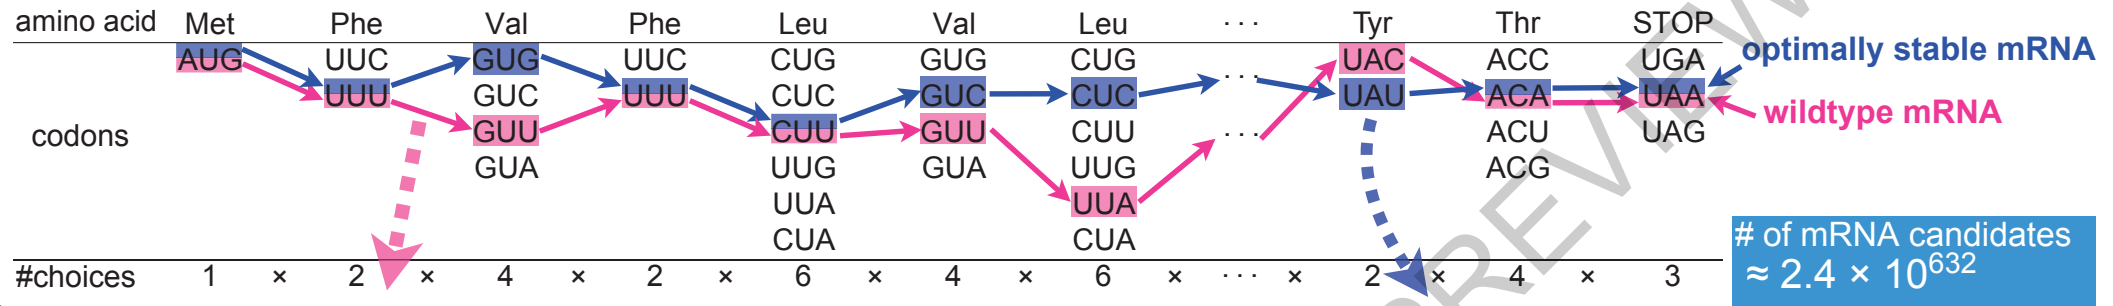 amino acid Met Phe Val Phe Leu Val Leu ··· Tyr Thr STOP
AUG UUC GUG UUC CUG GUG CUG ··· UAC ACC UGA
optimally stable mRNA
UUU GUC UUU CUC GUC CUC UAU ACA UAA
wildtype mRNA
codons GUU CUU GUU CUU ··· ACU UAG
GUA UUG GUA UUG ACG
UUA UUA
CUA CUA
# of mRNA candidates
≈ 2.4 × 10^632
#choices 1 × 2 × 4 × 2 × 6 × 4 × 6 × ··· × 2 × 4 × 3
PREVIEW